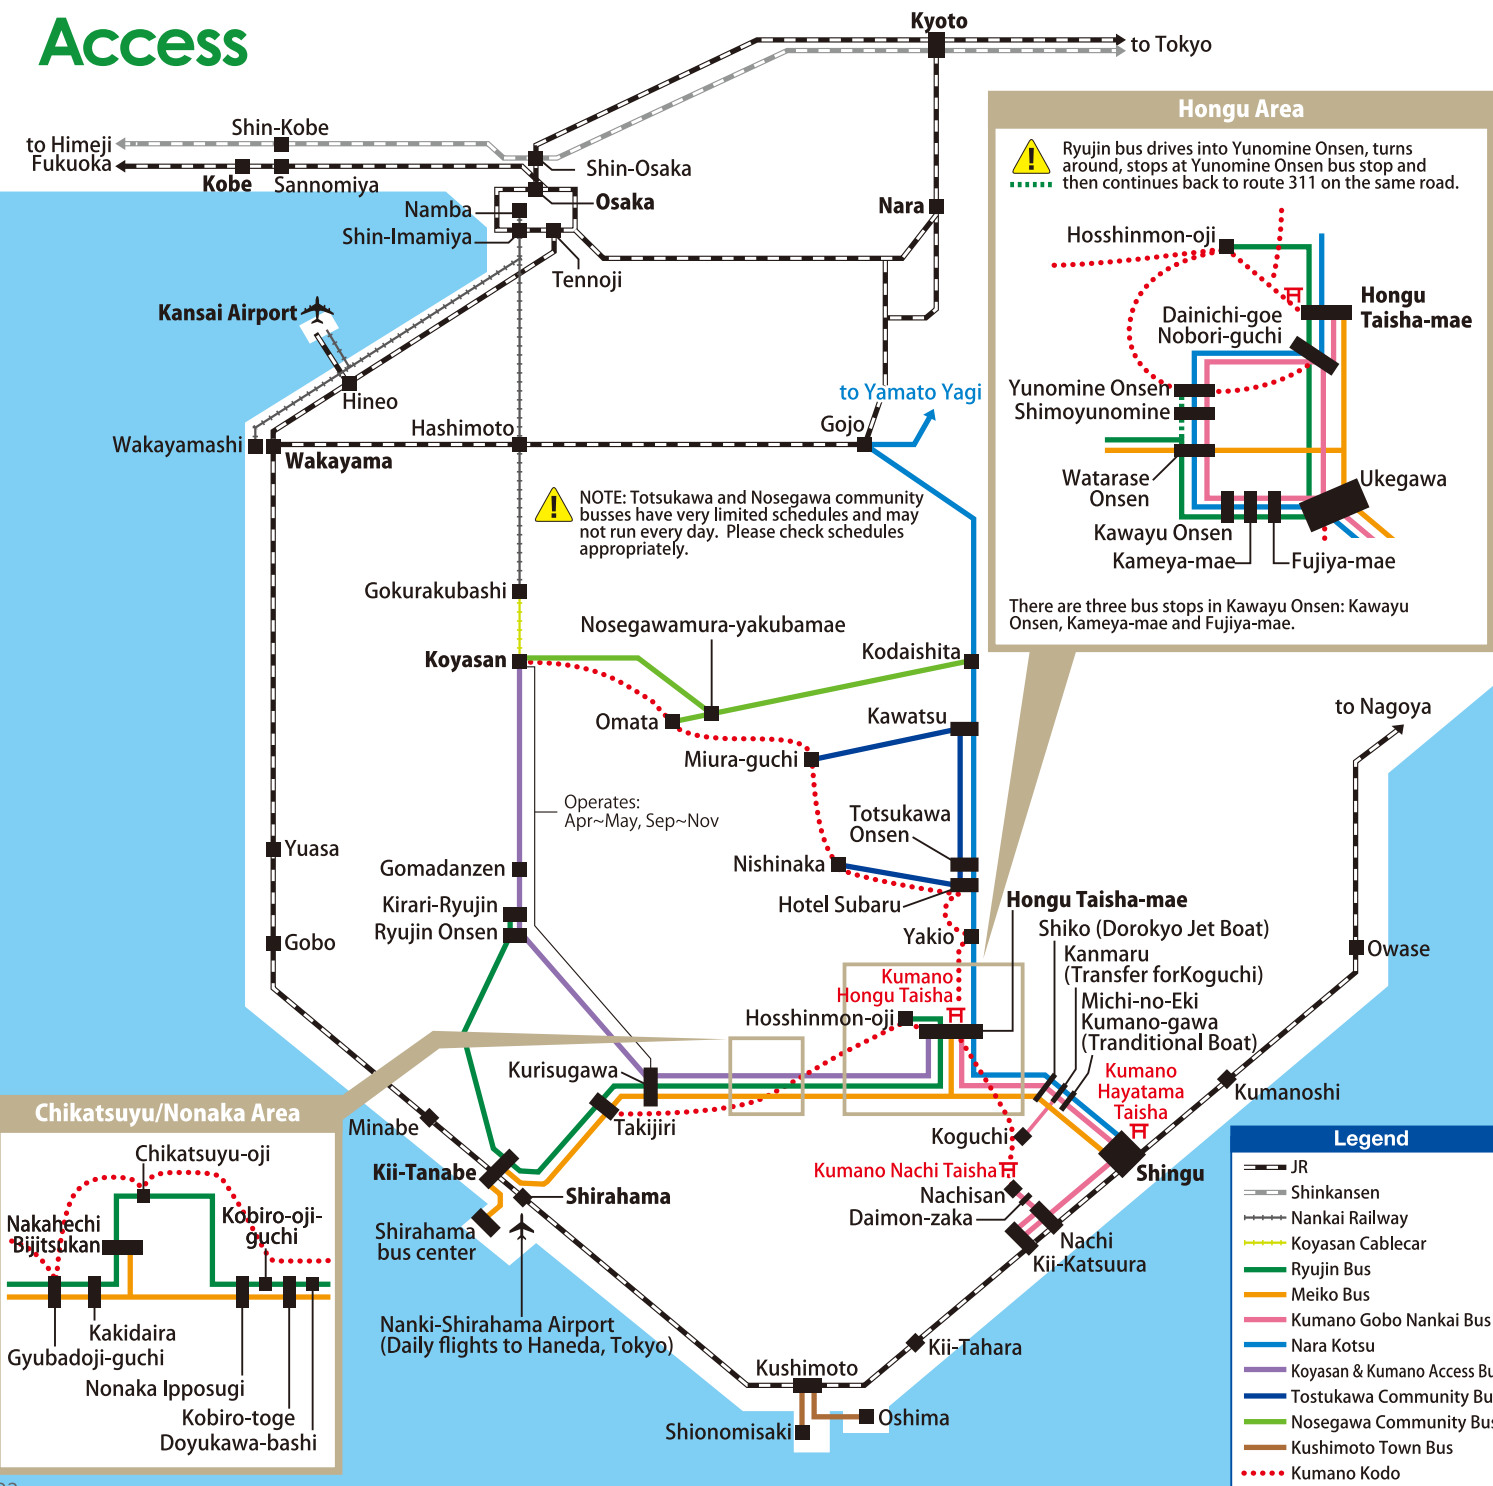 Access
Kyoto
to Tokyo
Shin-Kobe
to Himeji
Fukuoka
Kobe
Sannomiya
Shin-Osaka
Osaka
Namba
Shin-Imamiya
Tennoji
Nara
Kansai Airport
Hineo
Wakayamashi
Wakayama
Hashimoto
Gojo
to Yamato Yagi
NOTE: Totsukawa and Nosegawa community
busses have very limited schedules and may
not run every day. Please check schedules
appropriately.
Hongu Area
Ryujin bus drives into Yunomine Onsen, turns
around, stops at Yunomine Onsen bus stop and
then continues back to route 311 on the same road.
Hosshinmon-oji
Hongu
Taisha-mae
Dainichi-goe
Nobori-guchi
Yunomine Onsen
Shimoyunomine
Watarase
Onsen
Ukegawa
Kawayu Onsen
Kameya-mae
Fujiya-mae
There are three bus stops in Kawayu Onsen: Kawayu
Onsen, Kameya-mae and Fujiya-mae.
Gokurakubashi
Koyasan
Nosegawamura-yakubamae
Kodaishita
Omata
Kawatsu
Miura-guchi
Operates:
Apr~May, Sep~Nov
Totsukawa
Onsen
Nishinaka
Hotel Subaru
Yuasa
Gomadanzen
Kirari-Ryujin
Ryujin Onsen
Gobo
Yakio
Hongu Taisha-mae
Shiko (Dorokyo Jet Boat)
Kanmaru
(Transfer forKoguchi)
Michi-no-Eki
Kumano-gawa
(Tranditional Boat)
to Nagoya
Owase
Kumano
Hongu Taisha
Hosshinmon-oji
Kurisugawa
Takijiri
Kumano
Hayatama
Taisha
Kumanoshi
Koguchi
Kumano Nachi Taisha
Nachisan
Daimon-zaka
Shingu
Nachi
Kii-Katsuura
Minabe
Kii-Tanabe
Shirahama
Shirahama
bus center
Nanki-Shirahama Airport
(Daily flights to Haneda, Tokyo)
Kushimoto
Kii-Tahara
Shionomisaki
Oshima
Chikatsuyu/Nonaka Area
Chikatsuyu-oji
Nakahechi
Bijitsukan
Kobiro-oji-
guchi
Kakidaira
Gyubadoji-guchi
Nonaka Ipposugi
Kobiro-toge
Doyukawa-bashi
Legend
JR
Shinkansen
Nankai Railway
Koyasan Cablecar
Ryujin Bus
Meiko Bus
Kumano Gobo Nankai Bus
Nara Kotsu
Koyasan & Kumano Access Bu
Tostukawa Community Bu
Nosegawa Community Bus
Kushimoto Town Bus
Kumano Kodo